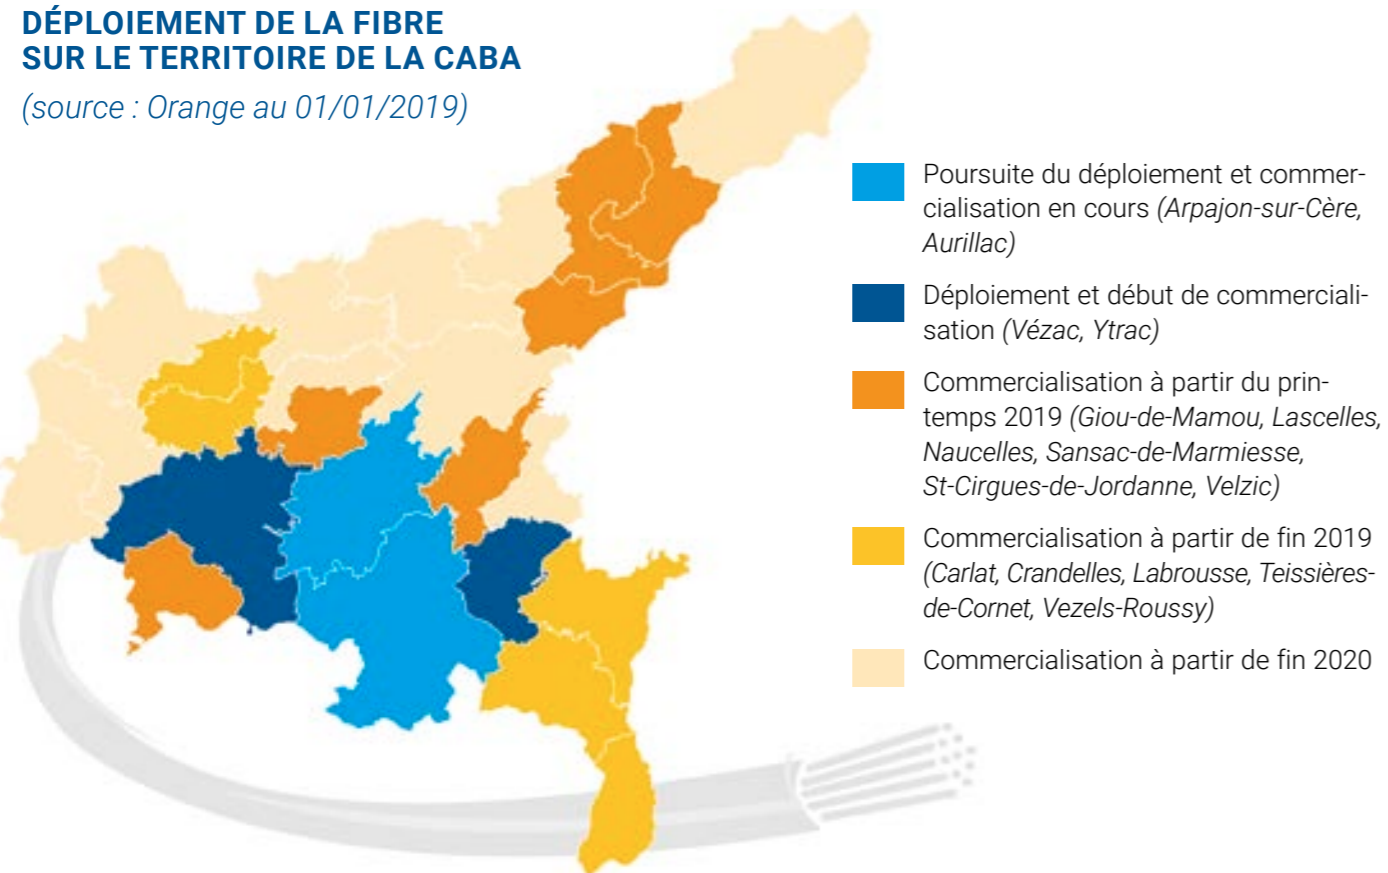 DÉPLOIEMENT DE LA FIBRE
SUR LE TERRITOIRE DE LA CABA
(source : Orange au 01/01/2019)
Poursuite du déploiement et commer-
cialisation en cours (Arpajon-sur-Cère,
Aurillac)
Déploiement et début de commerciali-
sation (Vézac, Ytrac)
Commercialisation à partir du prin-
temps 2019 (Giou-de-Mamou, Lascelles,
Naucelles, Sansac-de-Marmiesse,
St-Cirgues-de-Jordanne, Velzic)
Commercialisation à partir de fin 2019
(Carlat, Crandelles, Labrousse, Teissières-
de-Cornet, Vezels-Roussy)
Commercialisation à partir de fin 2020